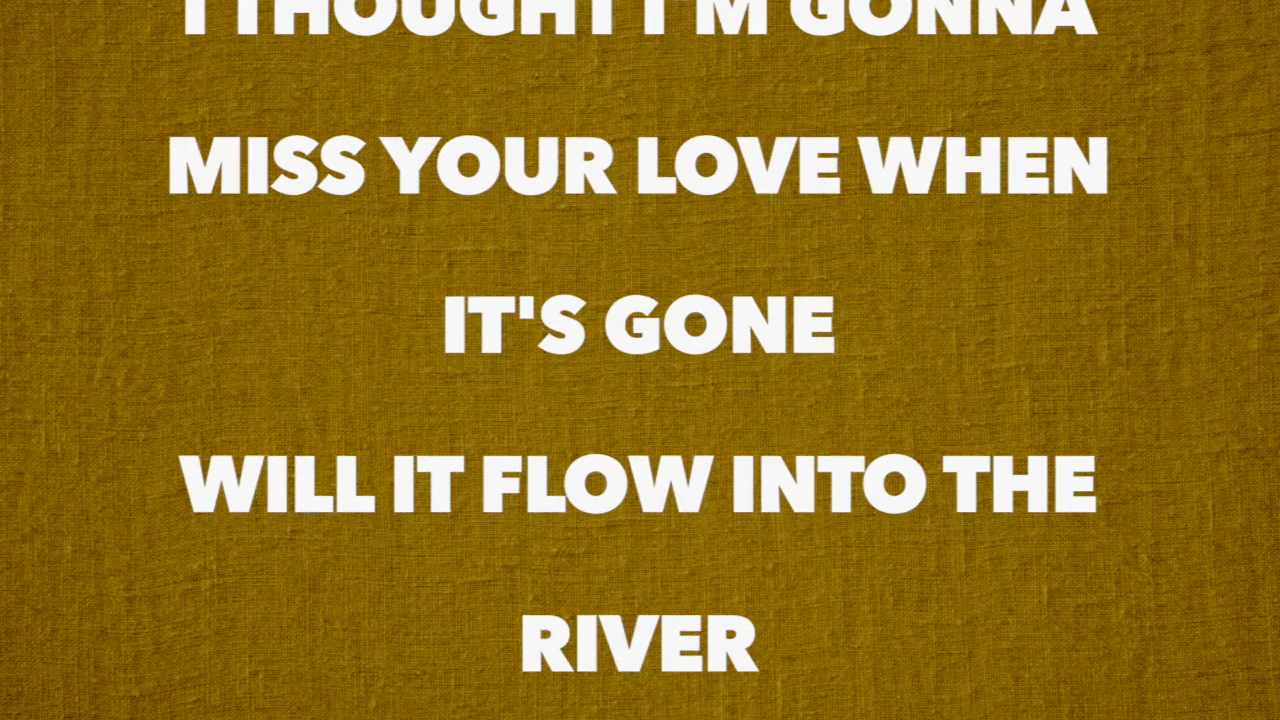 I THOUGHT I'M GONNA
MISS YOUR LOVE WHEN
IT'S GONE
WILL IT FLOW INTO THE
RIVER